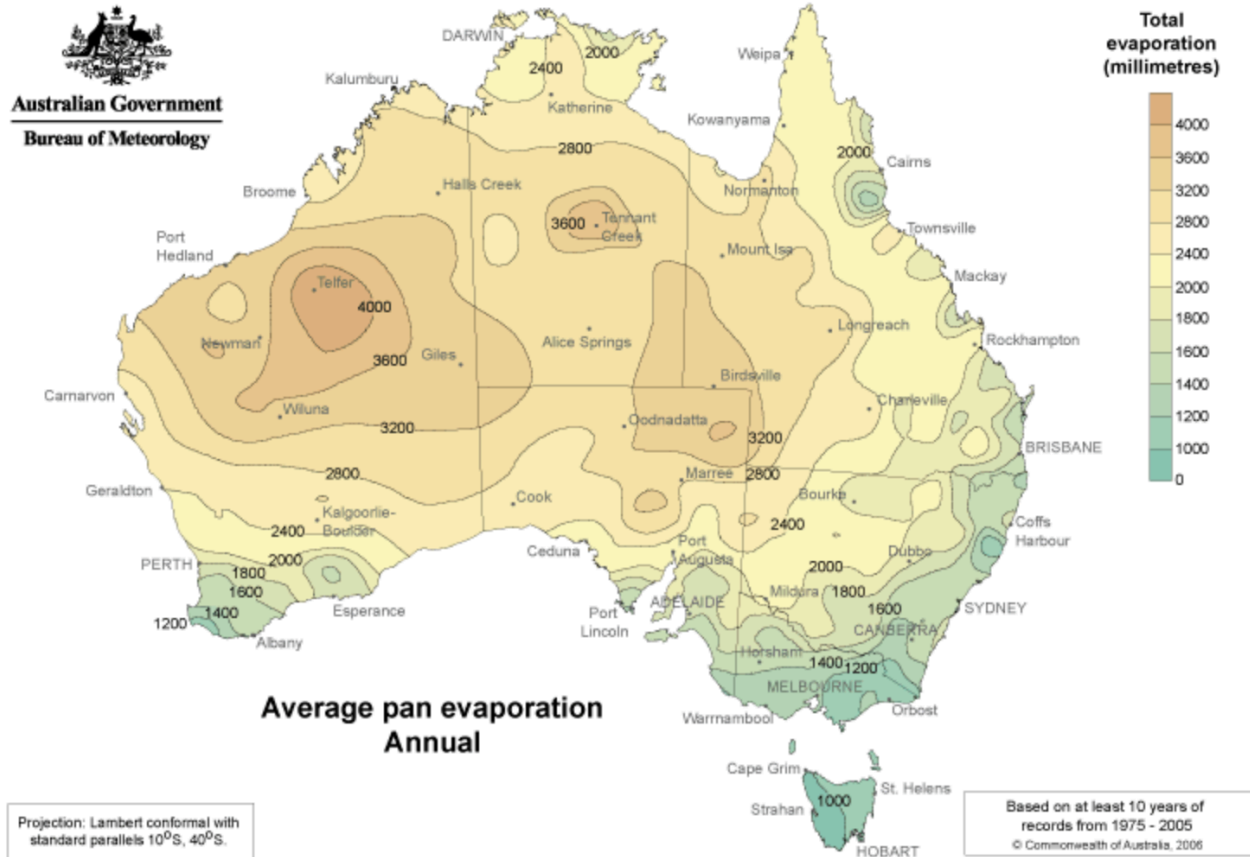 Australian Government
Bureau of Meteorology
Total
evaporation
(millimetres)
4000
3600
3200
2800
2400
2000
1800
1600
1400
1200
1000
0
DARWIN
2000
2400
Weipa
Kalumburu
Katherine
Kowanyama
2800
2000
Cairns
Broome
Halls Creek
Normanton
3600
Tennant
Creek
Townsville
Port
Hedland
Mount Isa
Mackay
Telfer
4000
Newman
Longreach
Rockhampton
Alice Springs
3600
Giles
Birdsville
Carnarvon
Charleville
Wiluna
Oodnadatta
3200
3200
BRISBANE
2800
Marree
2800
Geraldton
Bourke
Cook
Kalgoorlie-
Boulder
2400
2400
Coffs
Harbour
Port
Augusta
Ceduna
Dubbo
2000
PERTH
2000
1800
1600
Mildura
1800
1600
SYDNEY
1400
1200
Esperance
Port
Lincoln
ADELAIDE
CANBERRA
Albany
Horsham
1400
1200
MELBOURNE
Warrnambool
Orbost
Average pan evaporation
Annual
Cape Grim
St. Helens
Strahan
1000
HOBART
Projection: Lambert conformal with
standard parallels 10⁰S, 40⁰S.
Based on at least 10 years of
records from 1975 - 2005
© Commonwealth of Australia, 2006